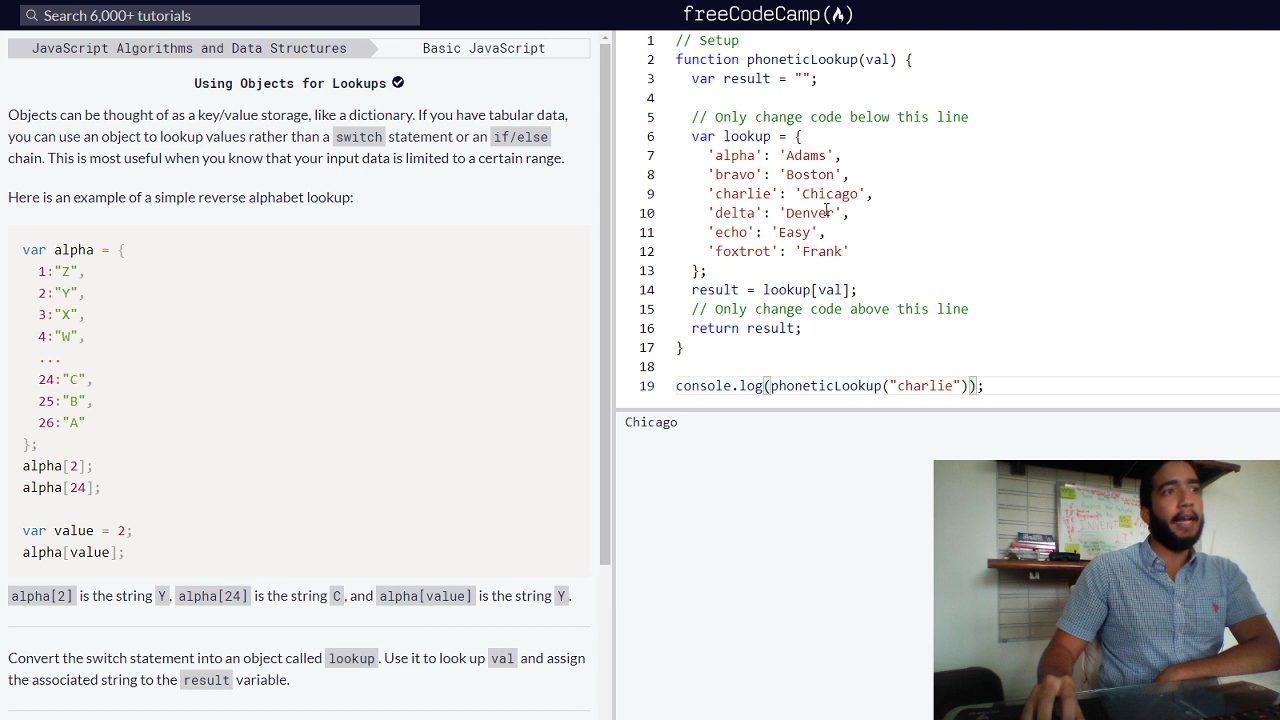 Search 6,000+ tutorials
freeCodeCamp
JavaScript Algorithms and Data Structures
Basic JavaScript
Using Objects for Lookups
Objects can be thought of as a key/value storage, like a dictionary. If you have tabular data,
you can use an object to lookup values rather than a switch statement or an if/else
chain. This is most useful when you know that your input data is limited to a certain range.
Here is an example of a simple reverse alphabet lookup:
var alpha = {
1:"Z",
2:"Y",
3:"X",
4:"W",
...
24:"C",
25:"B",
26:"A"
};
alpha[2];
alpha[24];
var value = 2;
alpha[value];
alpha[2] is the string Y, alpha[24] is the string C, and alpha[value] is the string Y.
Convert the switch statement into an object called lookup. Use it to look up val and assign
the associated string to the result variable.
1 // Setup
2 function phoneticLookup(val) {
3 var result = "";
4
5 // Only change code below this line
6 var lookup = {
7 'alpha': 'Adams',
8 'bravo': 'Boston',
9 'charlie': 'Chicago',
10 'delta': 'Denver',
11 'echo': 'Easy',
12 'foxtrot': 'Frank'
13 };
14 result = lookup[val];
15 // Only change code above this line
16 return result;
17 }
18
19 console.log(phoneticLookup("charlie"));
Chicago
INVENT